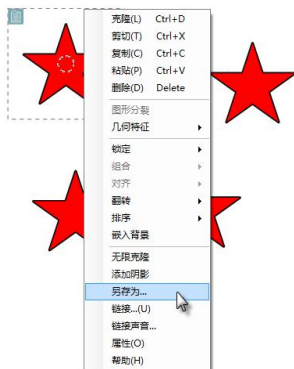 克隆(L) Ctrl+D
剪切(T) Ctrl+X
复制(C) Ctrl+C
粘贴(P) Ctrl+V
删除(D) Delete
图形分裂
几何特征
锁定
组合
对齐
翻转
排序
嵌入背景
无限克隆
添加阴影
另存为...
链接...(U)
链接声音...
属性(O)
帮助(H)